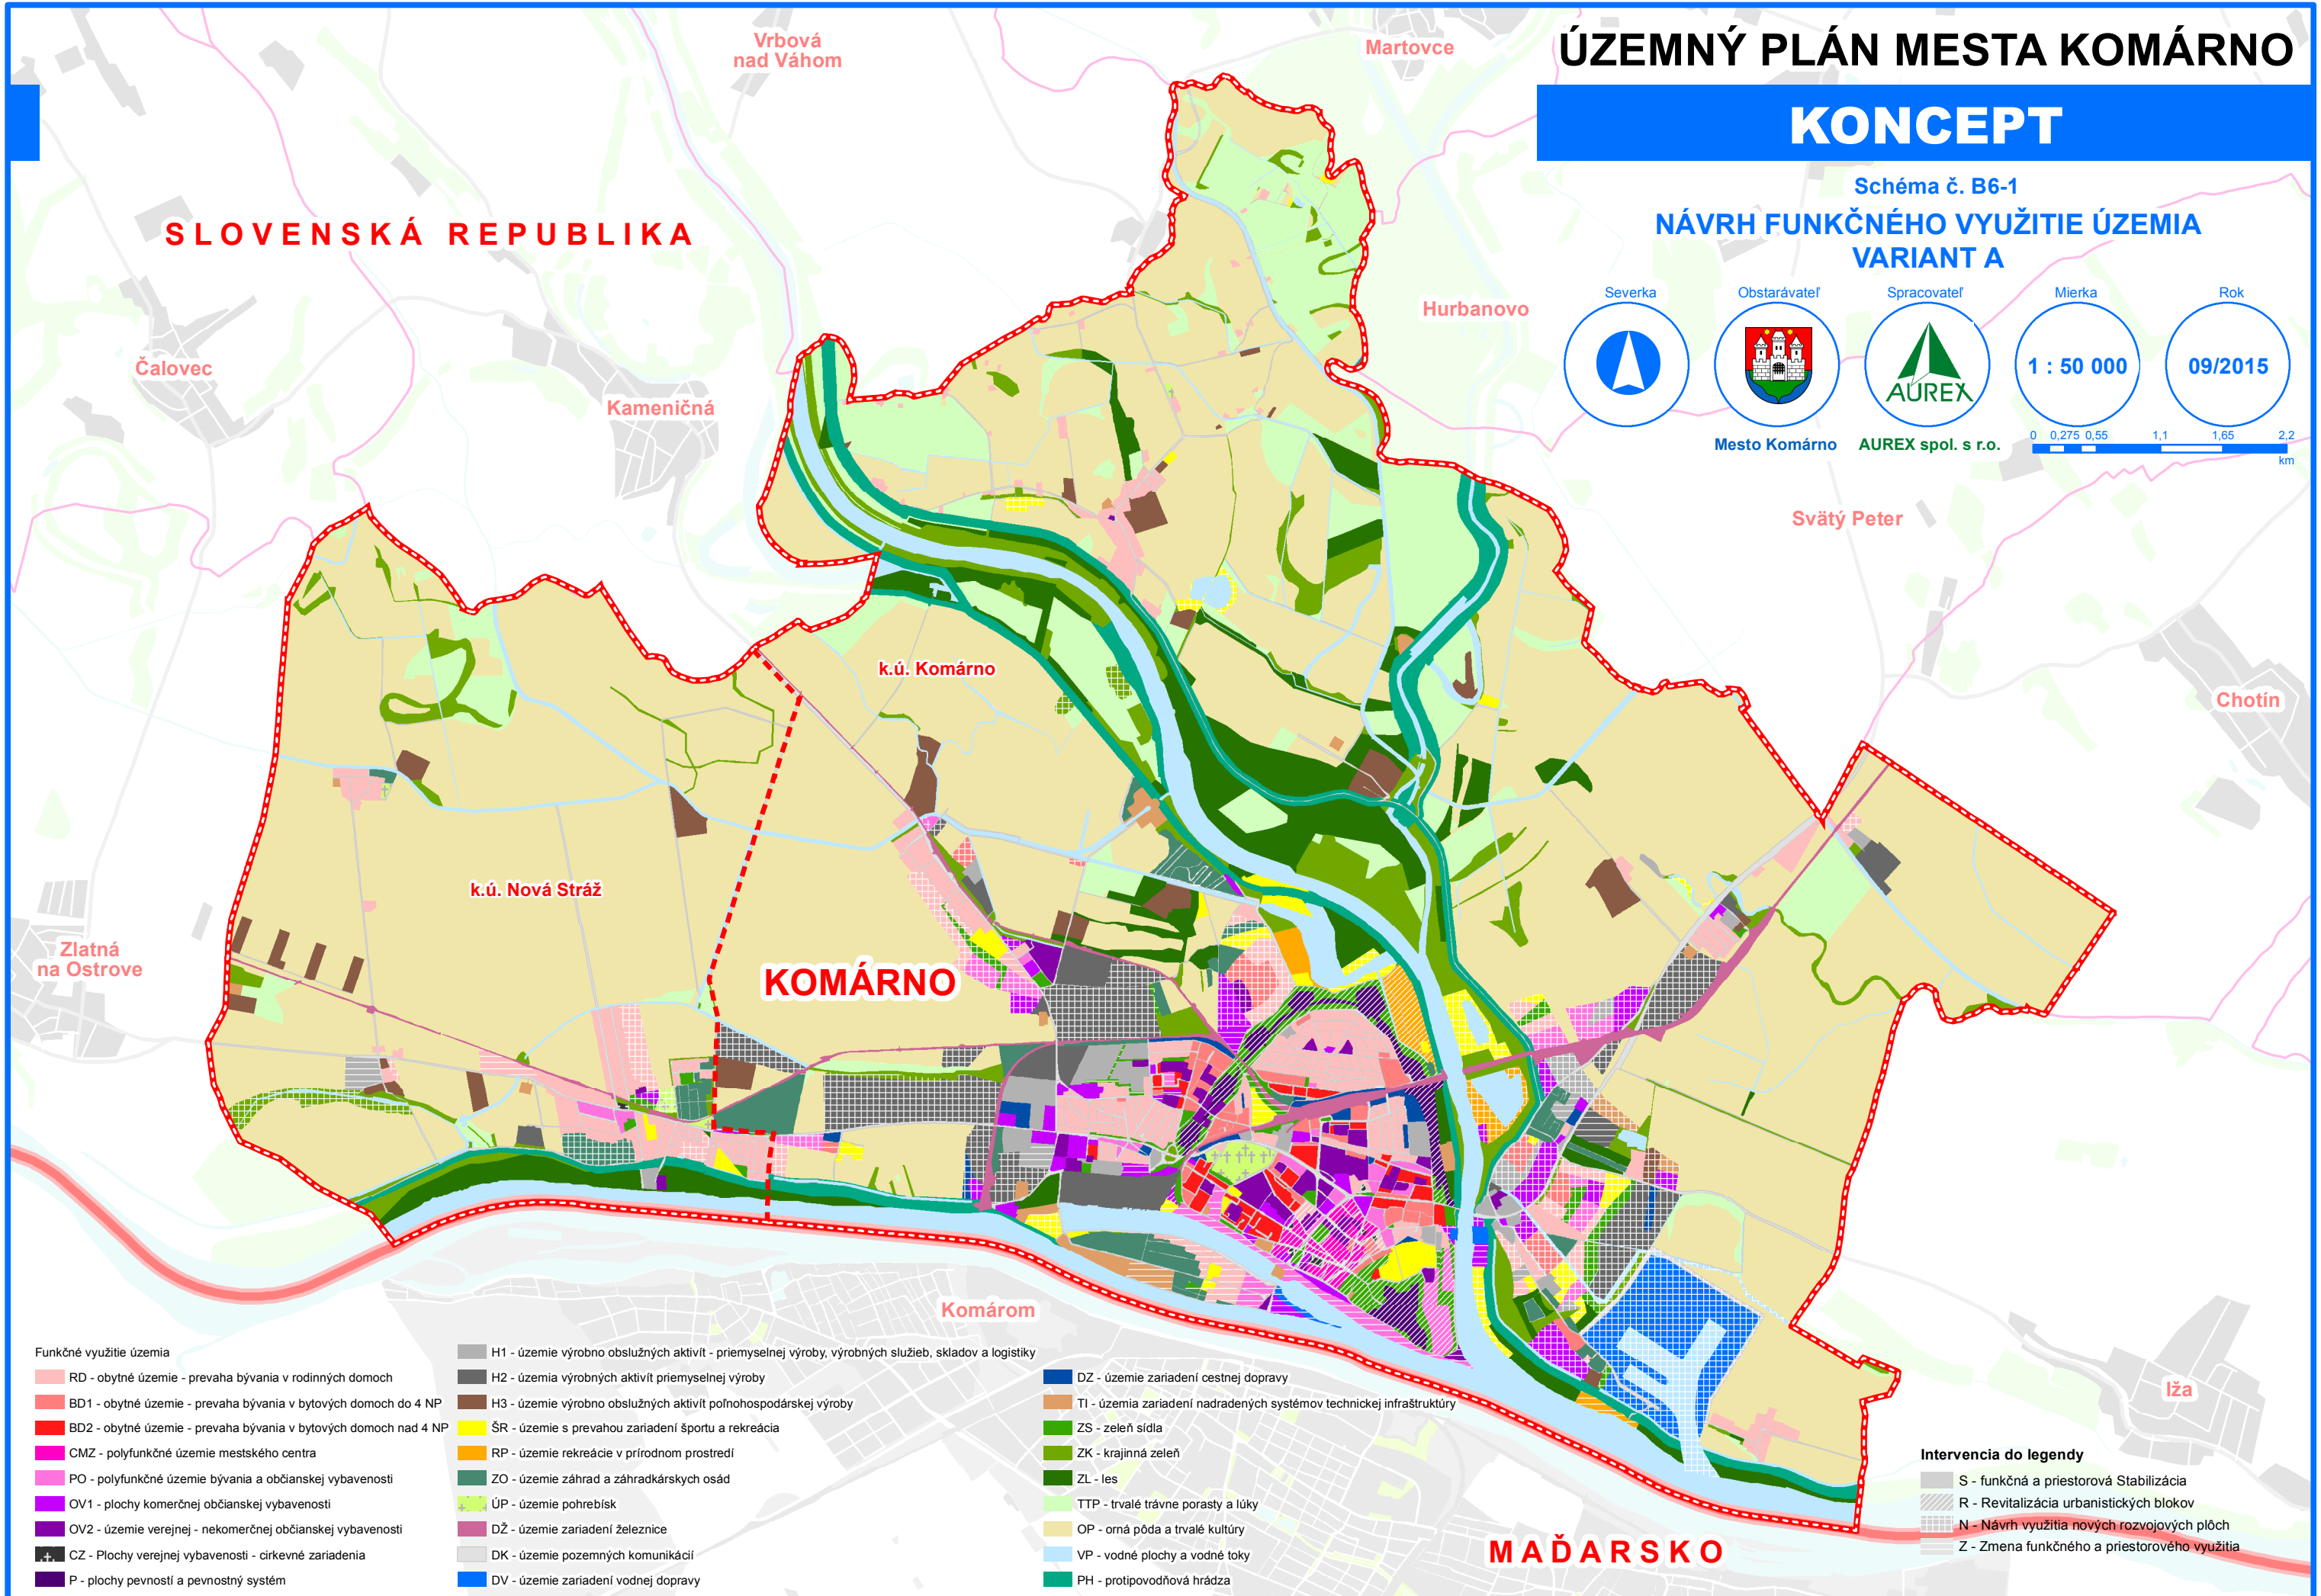 ÚZEMNÝ PLÁN MESTA KOMÁRNO
KONCEPT
Schéma č. B6-1
NÁVRH FUNKČNÉHO VYUŽITIE ÚZEMIA
VARIANT A
Severka
Obstarávateľ
Spracovateľ
Mierka
Rok
AUREX
1 : 50 000
09/2015
Mesto Komárno
AUREX spol. s r.o.
0 0,275 0,55 1,1 1,65 2,2
km
Vrbová
nad Váhom
Martovce
SLOVENSKÁ REPUBLIKA
Hurbanovo
Čalovec
Kameničná
Svätý Peter
k.ú. Komárno
Chotín
k.ú. Nová Stráž
Zlatná
na Ostrove
KOMÁRNO
Komárom
Iža
MAĎARSKO
Funkčné využitie územia
RD - obytné územie - prevaha bývania v rodinných domoch
BD1 - obytné územie - prevaha bývania v bytových domoch do 4 NP
BD2 - obytné územie - prevaha bývania v bytových domoch nad 4 NP
CMZ - polyfunkčné územie mestského centra
PO - polyfunkčné územie bývania a občianskej vybavenosti
OV1 - plochy komerčnej občianskej vybavenosti
OV2 - územie verejnej - nekomerčnej občianskej vybavenosti
CZ - Plochy verejnej vybavenosti - cirkevné zariadenia
P - plochy pevností a pevnostný systém
H1 - územie výrobno obslužných aktivít - priemyselnej výroby, výrobných služieb, skladov a logistiky
H2 - územia výrobných aktivít priemyselnej výroby
H3 - územie výrobno obslužných aktivít poľnohospodárskej výroby
ŠR - územie s prevahou zariadení športu a rekreácia
RP - územie rekreácie v prírodnom prostredí
ZO - územie záhrad a záhradkárskych osád
ÚP - územie pohrebísk
DŽ - územie zariadení železnice
DK - územie pozemných komunikácií
DV - územie zariadení vodnej dopravy
DZ - územie zariadení cestnej dopravy
TI - územia zariadení nadradených systémov technickej infraštruktúry
ZS - zeleň sídla
ZK - krajinná zeleň
ZL - les
TTP - trvalé trávne porasty a lúky
OP - orná pôda a trvalé kultúry
VP - vodné plochy a vodné toky
PH - protipovodňová hrádza
Intervencia do legendy
S - funkčná a priestorová Stabilizácia
R - Revitalizácia urbanistických blokov
N - Návrh využitia nových rozvojových plôch
Z - Zmena funkčného a priestorového využitia